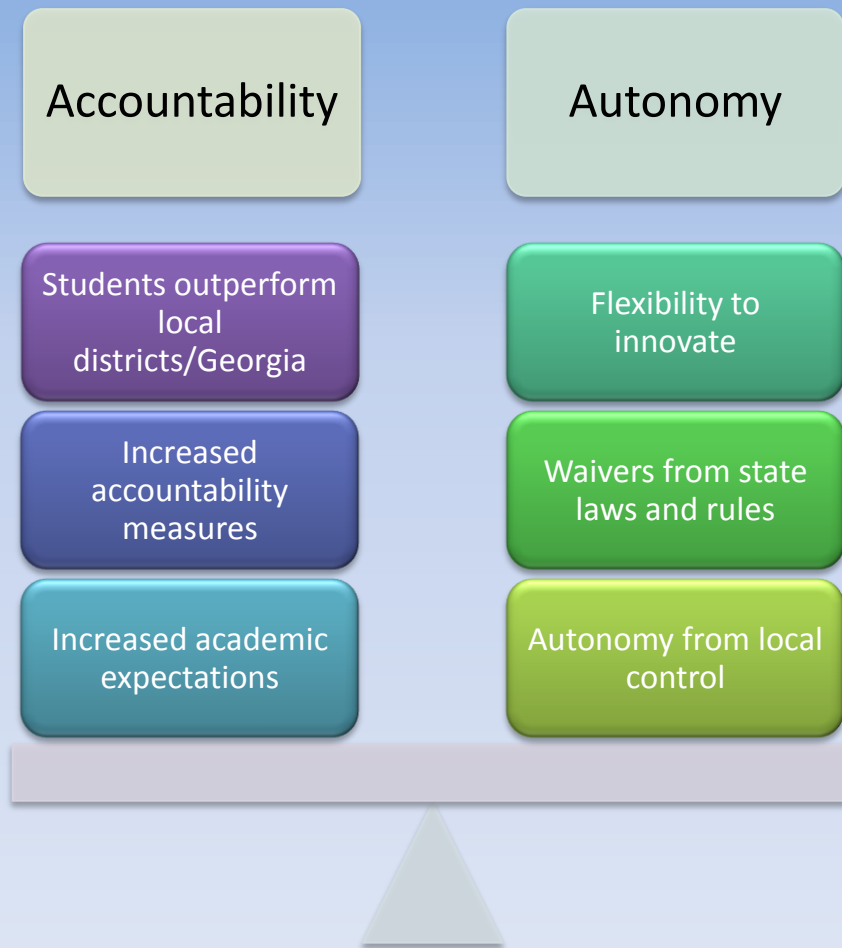 Accountability
Autonomy
Students outperform
local
districts/Georgia
Flexibility to
innovate
Increased
accountability
measures
Waivers from state
laws and rules
Increased academic
expectations
Autonomy from local
control